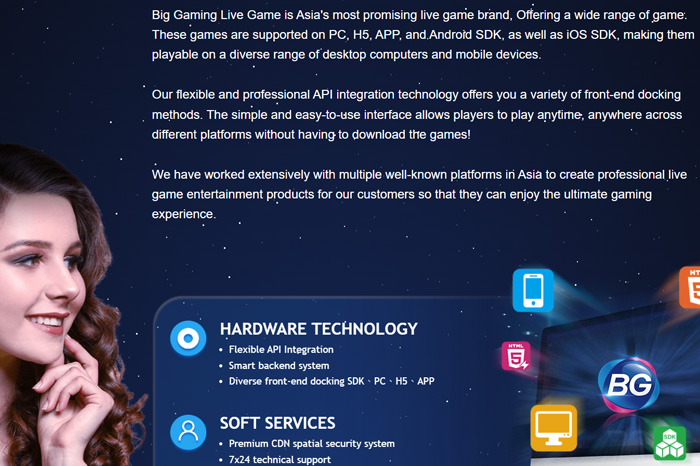 Big Gaming Live Game is Asia's most promising live game brand, Offering a wide range of game.
These games are supported on PC, H5, APP, and Android SDK, as well as iOS SDK, making them
playable on a diverse range of desktop computers and mobile devices.
Our flexible and professional API integration technology offers you a variety of front-end docking
methods. The simple and easy-to-use interface allows players to play anytime, anywhere across
different platforms without having to download the games!
We have worked extensively with multiple well-known platforms in Asia to create professional live
game entertainment products for our customers so that they can enjoy the ultimate gaming
experience.
HARDWARE TECHNOLOGY
• Flexible API Integration
• Smart backend system
• Diverse front-end docking SDK、PC、H5、APP
SOFT SERVICES
• Premium CDN spatial security system
• 7x24 technical support
HTML
5
BG
SDK